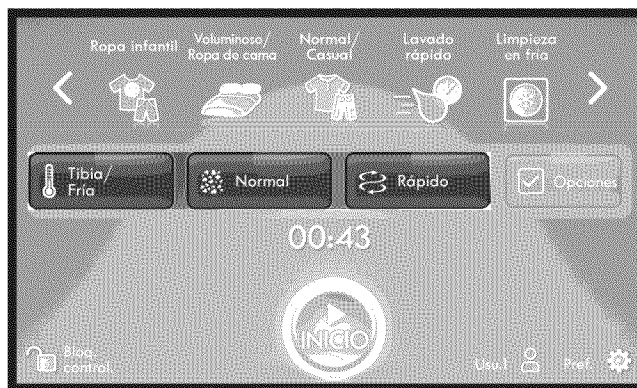 Ropa infantil
Voluminoso/
Ropa de cama
Normal/
Casual
Lavado
rápido
Limpieza
en fría
Tibia/
Fría
Normal
Rápido
Opciones
00:43
INICIO
Bloq.
control.
Usu.1
Pref.